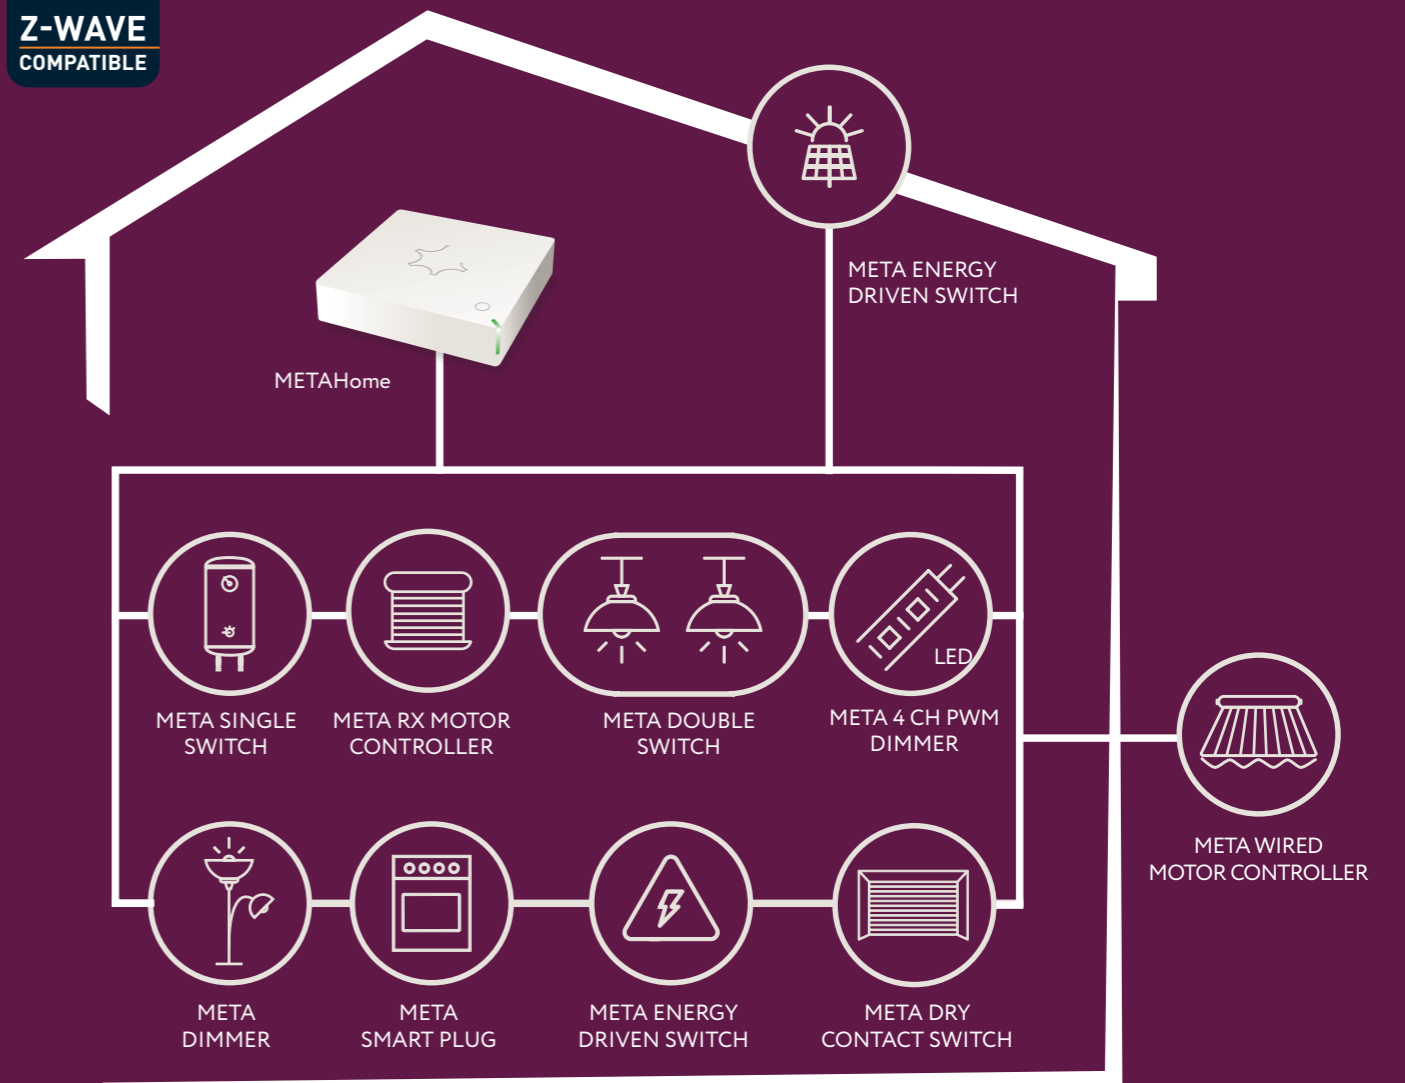 Z-WAVE
COMPATIBLE
META ENERGY
DRIVEN SWITCH
METAHome
LED
META SINGLE
SWITCH
META RX MOTOR
CONTROLLER
META DOUBLE
SWITCH
META 4 CH PWM
DIMMER
META WIRED
MOTOR CONTROLLER
META
DIMMER
META
SMART PLUG
META ENERGY
DRIVEN SWITCH
META DRY
CONTACT SWITCH